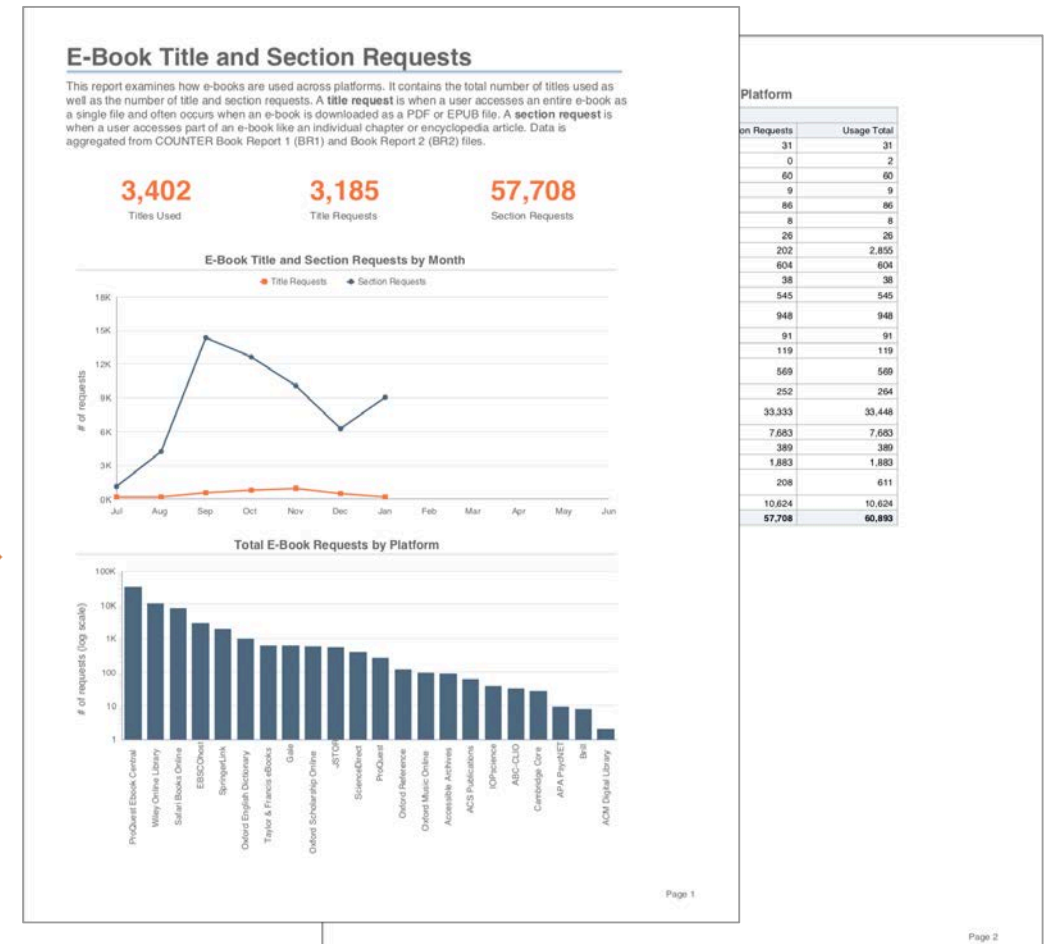 E-Book Title and Section Requests
This report examines how e-books are used across platforms. It contains the total number of titles used as
well as the number of title and section requests. A title request is when a user accesses an entire e-book as
a single file and often occurs when an e-book is downloaded as a PDF or EPUB file. A section request is
when a user accesses part of an e-book like an individual chapter or encyclopedia article. Data is
aggregated from COUNTER Book Report 1 (BR1) and Book Report 2 (BR2) files.
3,402 3,185 57,708
Titles Used Title Requests Section Requests
E-Book Title and Section Requests by Month
Title Requests Section Requests
# of requests
18K
15K
12K
9K
6K
3K
0K
Jul Aug Sep Oct Nov Dec Jan Feb Mar Apr May Jun
Total E-Book Requests by Platform
# of requests (log scale)
100K
10K
1K
100
10
1
ProQuest Ebook Central
Wiley Online Library
Safari Books Online
EBSCOhost
SpringerLink
Oxford English Dictionary
Taylor & Francis eBooks
Gale
Oxford Scholarship Online
JSTOR
ScienceDirect
ProQuest
Oxford Reference
Oxford Music Online
Accessible Archives
ACS Publications
IOPscience
ABC-CLIO
Cambridge Core
APA PsycNET
Brill
ACM Digital Library
Page 1
Platform
on Requests Usage Total
31 31
0 2
60 60
9 9
86 86
8 8
26 26
202 2,855
604 604
38 38
545 545
948 948
91 91
119 119
569 569
252 264
33,333 33,448
7,683 7,683
389 389
1,883 1,883
208 611
10,624 10,624
57,708 60,893
Page 2